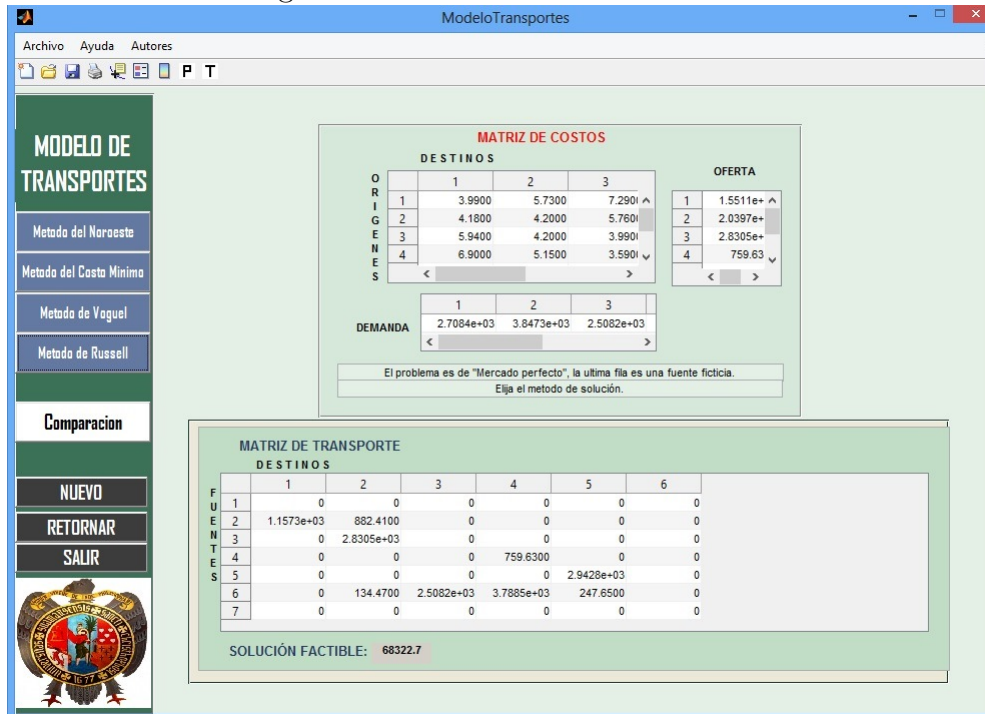 ModeloTransportes
Archivo Ayuda Autores
P T
MODELO DE
TRANSPORTES
Metodo del Noroeste
Metodo del Costo Minimo
Metodo de Voguel
Metodo de Russell
Comparacion
NUEVO
RETORNAR
SALIR
1677
MATRIZ DE COSTOS
DESTINOS
ORIGENES
1 2 3
1 3.9900 5.7300 7.290
2 4.1800 4.2000 5.760
3 5.9400 4.2000 3.990
4 6.9000 5.1500 3.590
OFERTA
1 1.5511e+
2 2.0397e+
3 2.8305e+
4 759.63
DEMANDA
1 2 3
2.7084e+03 3.8473e+03 2.5082e+03
El problema es de "Mercado perfecto", la ultima fila es una fuente ficticia.
Elija el metodo de solución.
MATRIZ DE TRANSPORTE
DESTINOS
FUENTES
1 2 3 4 5 6
1 0 0 0 0 0 0
2 1.1573e+03 882.4100 0 0 0 0
3 0 2.8305e+03 0 0 0 0
4 0 0 0 759.6300 0 0
5 0 0 0 0 2.9428e+03 0
6 0 134.4700 2.5082e+03 3.7885e+03 247.6500 0
7 0 0 0 0 0 0
SOLUCIÓN FACTIBLE: 68322.7